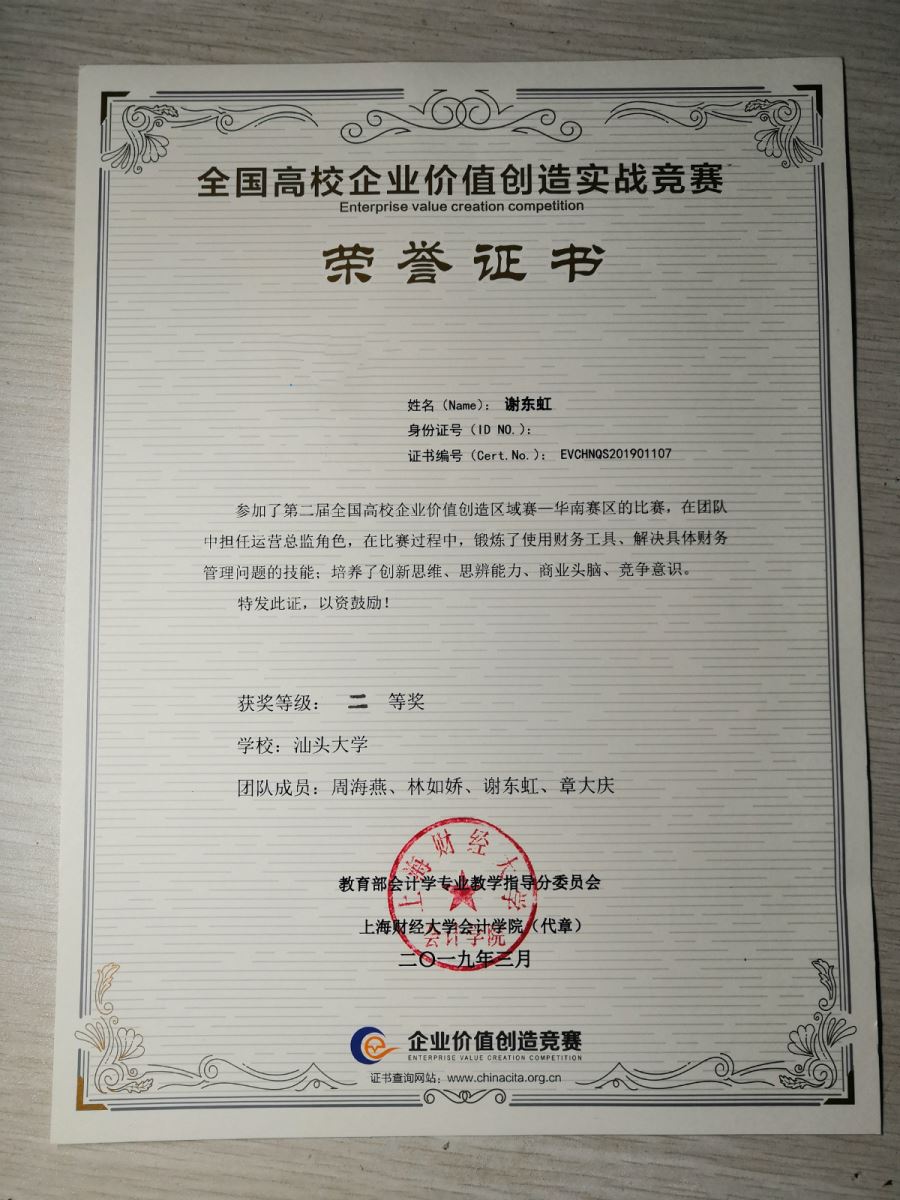 全国高校企业价值创造实战竞赛
Enterprise value creation competition
荣誉证书
姓名（Name）： 谢东虹
身份证号（ID NO.）：
证书编号（Cert.No.）： EVCHNQS201901107
参加了第二届全国高校企业价值创造区域赛—华南赛区的比赛，在团队
中担任运营总监角色，在比赛过程中，锻炼了使用财务工具、解决具体财务
管理问题的技能；培养了创新思维、思辨能力、商业头脑、竞争意识。
特发此证，以资鼓励！
获奖等级： 二 等奖
学校：汕头大学
团队成员：周海燕、林如娇、谢东虹、章大庆
上海财经大学
教育部会计学专业教学指导分委员会
上海财经大学会计学院（代章）
会计学院
二〇一九年三月
企业价值创造竞赛
ENTERPRISE VALUE CREATION COMPETITION
证书查询网站：www.chinacita.org.cn